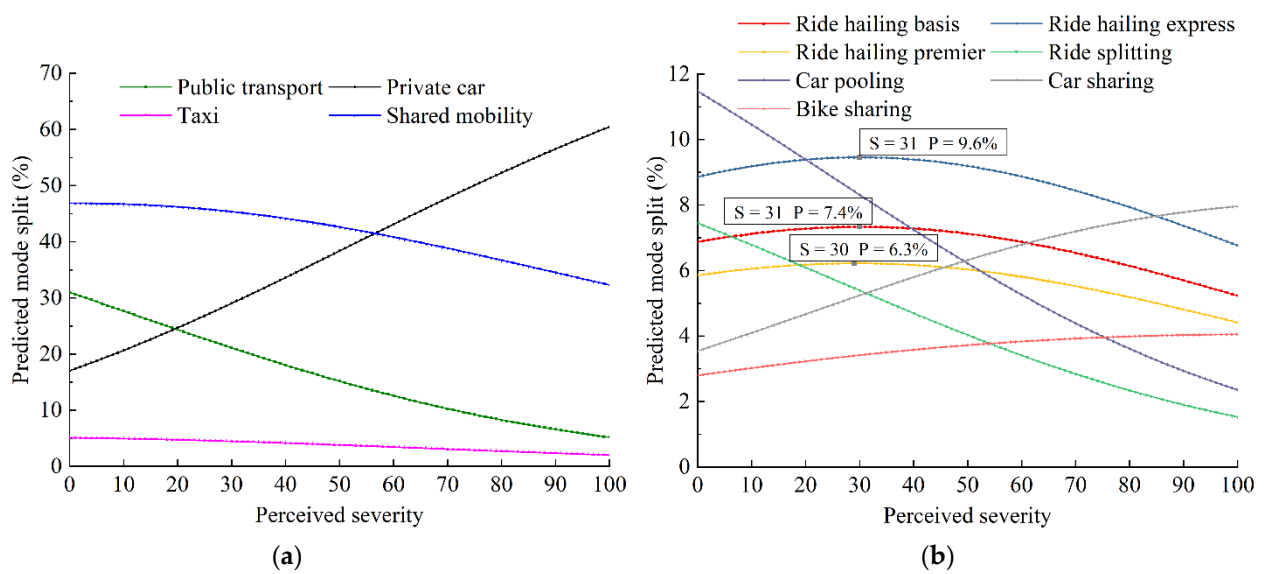 Public transport
Private car
Taxi
Shared mobility
Predicted mode split (%)
70
60
50
40
30
20
10
0
0 10 20 30 40 50 60 70 80 90 100
Perceived severity
(a)
Ride hailing basis
Ride hailing express
Ride hailing premier
Ride splitting
Car pooling
Car sharing
Bike sharing
Predicted mode split (%)
12
10
8
6
4
2
0
S = 31 P = 9.6%
S = 31 P = 7.4%
S = 30 P = 6.3%
0 10 20 30 40 50 60 70 80 90 100
Perceived severity
(b)